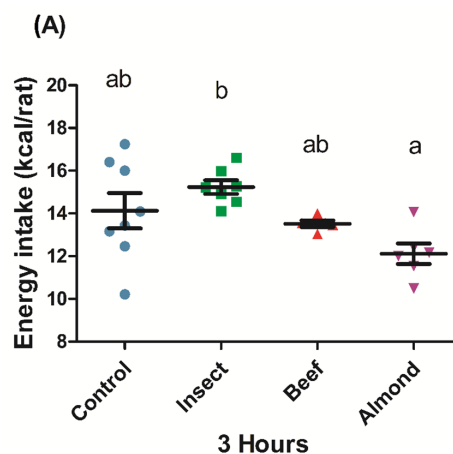 (A)
Energy intake (kcal/rat)
20
18
16
14
12
10
8
ab
b
ab
a
Control
Insect
Beef
Almond
3 Hours